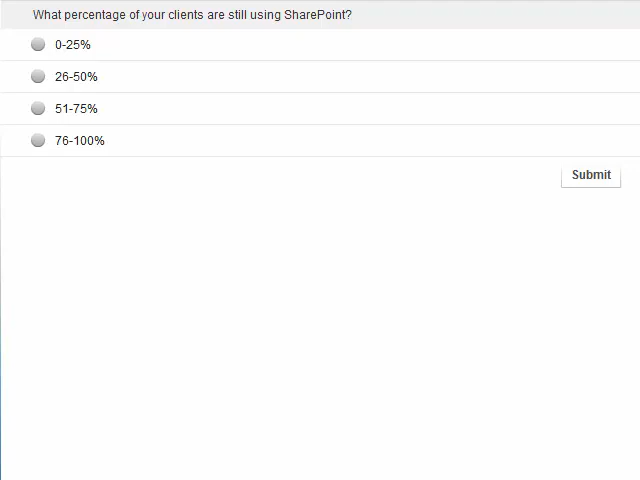 What percentage of your clients are still using SharePoint?
0-25%
26-50%
51-75%
76-100%
Submit